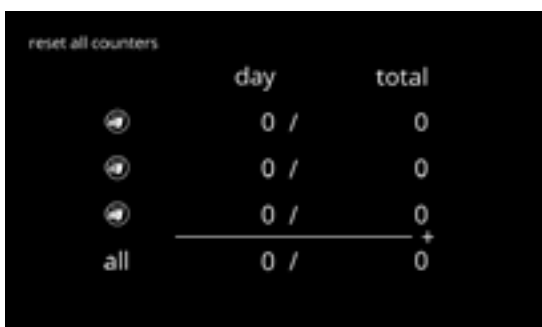 reset all counters
day total
0 / 0
0 / 0
0 / 0
+
all 0 / 0